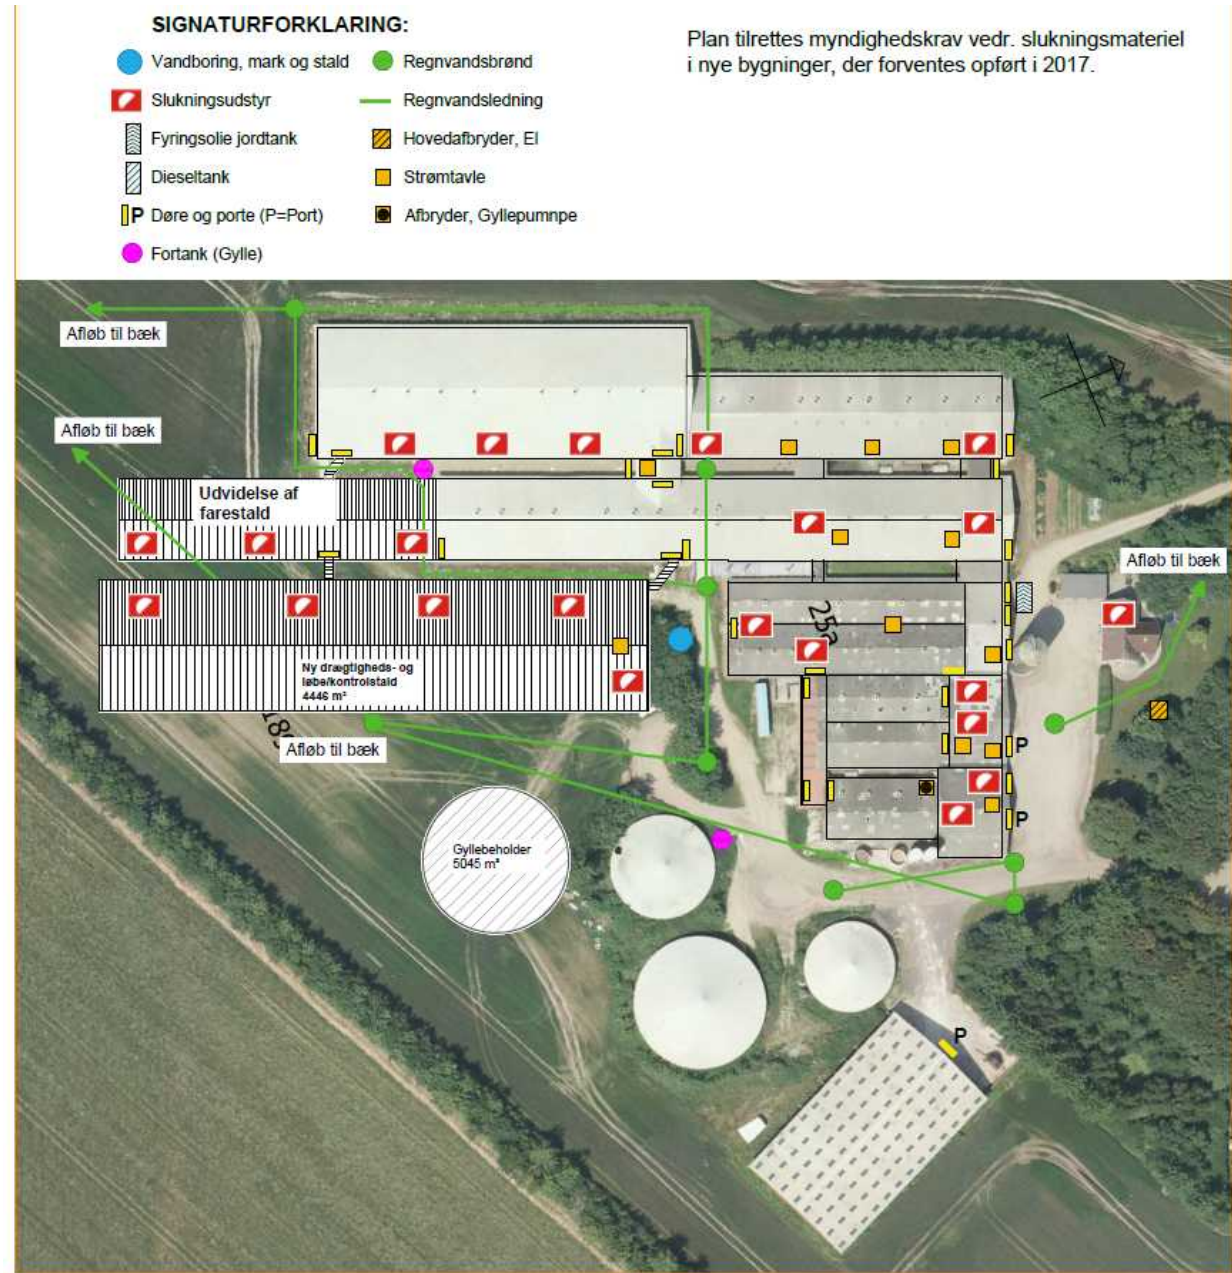 SIGNATURFORKLARING:
Vandboring, mark og stald
Regnvandsbrønd
Slukningsudstyr
Regnvandsledning
Fyringsolie jordtank
Hovedafbryder, El
Dieseltank
Strømtavle
P Døre og porte (P=Port)
Afbryder, Gyllepumnpe
Fortank (Gylle)
Plan tilrettes myndighedskrav vedr. slukningsmateriel
i nye bygninger, der forventes opført i 2017.
Afløb til bæk
Afløb til bæk
Udvidelse af
farestald
Afløb til bæk
25a
Ny drægtigheds- og
løbe/kontrolstald
4446 m²
Afløb til bæk
P
Gyllebeholder
5045 m³
P
P